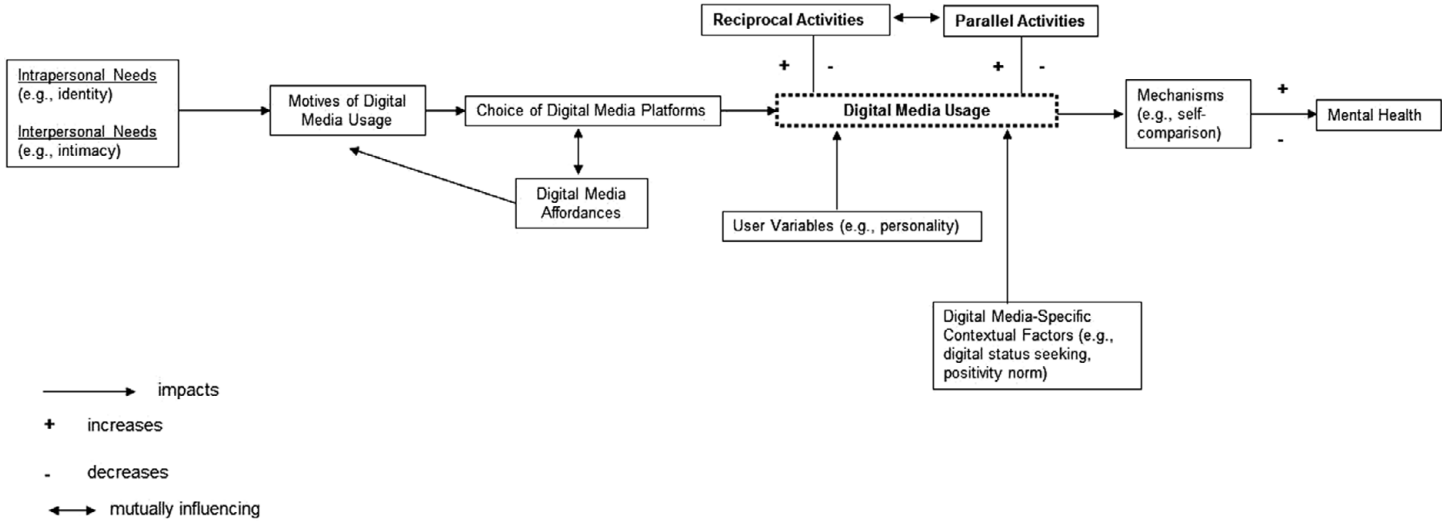 Reciprocal Activities
Parallel Activities
+
-
+
-
Intrapersonal Needs
(e.g., identity)
Interpersonal Needs
(e.g., intimacy)
Motives of Digital
Media Usage
Choice of Digital Media Platforms
Digital Media Usage
Mechanisms
(e.g., self-
comparison)
+
-
Mental Health
Digital Media
Affordances
User Variables (e.g., personality)
Digital Media-Specific
Contextual Factors (e.g.,
digital status seeking,
positivity norm)
impacts
+ increases
- decreases
mutually influencing